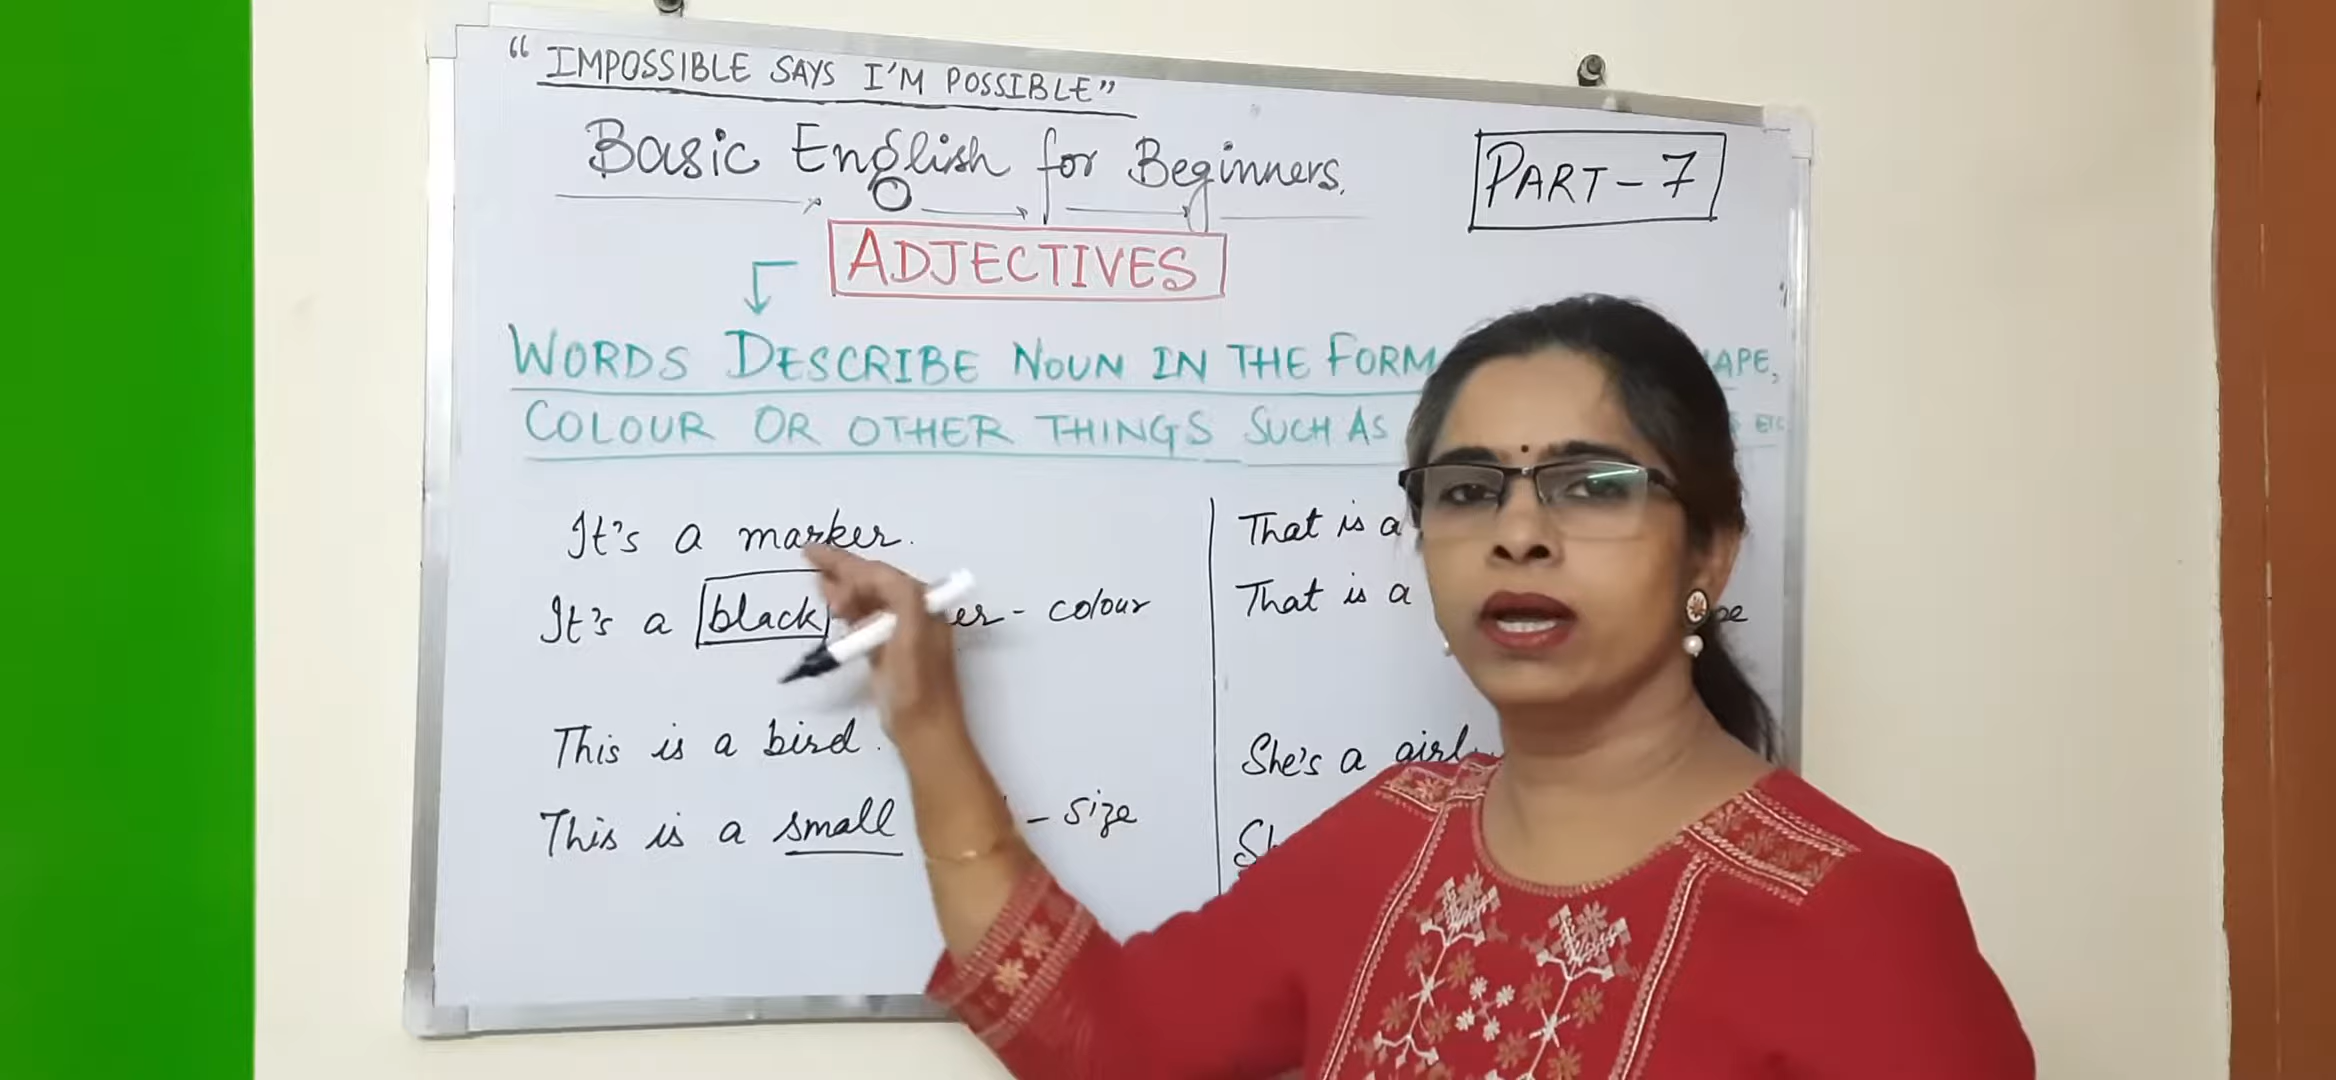 “ IMPOSSIBLE SAYS I'M POSSIBLE”
Basic English for Beginners.
PART - 7
ADJECTIVES
WORDS DESCRIBE NOUN IN THE FORM
COLOUR OR OTHER THINGS SUCH AS ETC
It's a marker.
It's a black - colour
This is a bird.
This is a small - size
That is a
That is a
She's a girl